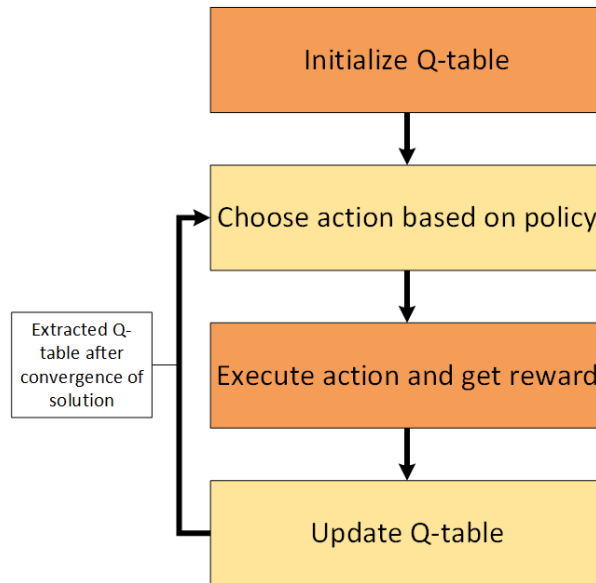 Initialize Q-table
Choose action based on policy
Extracted Q-
table after
convergence of
solution
Execute action and get reward
Update Q-table